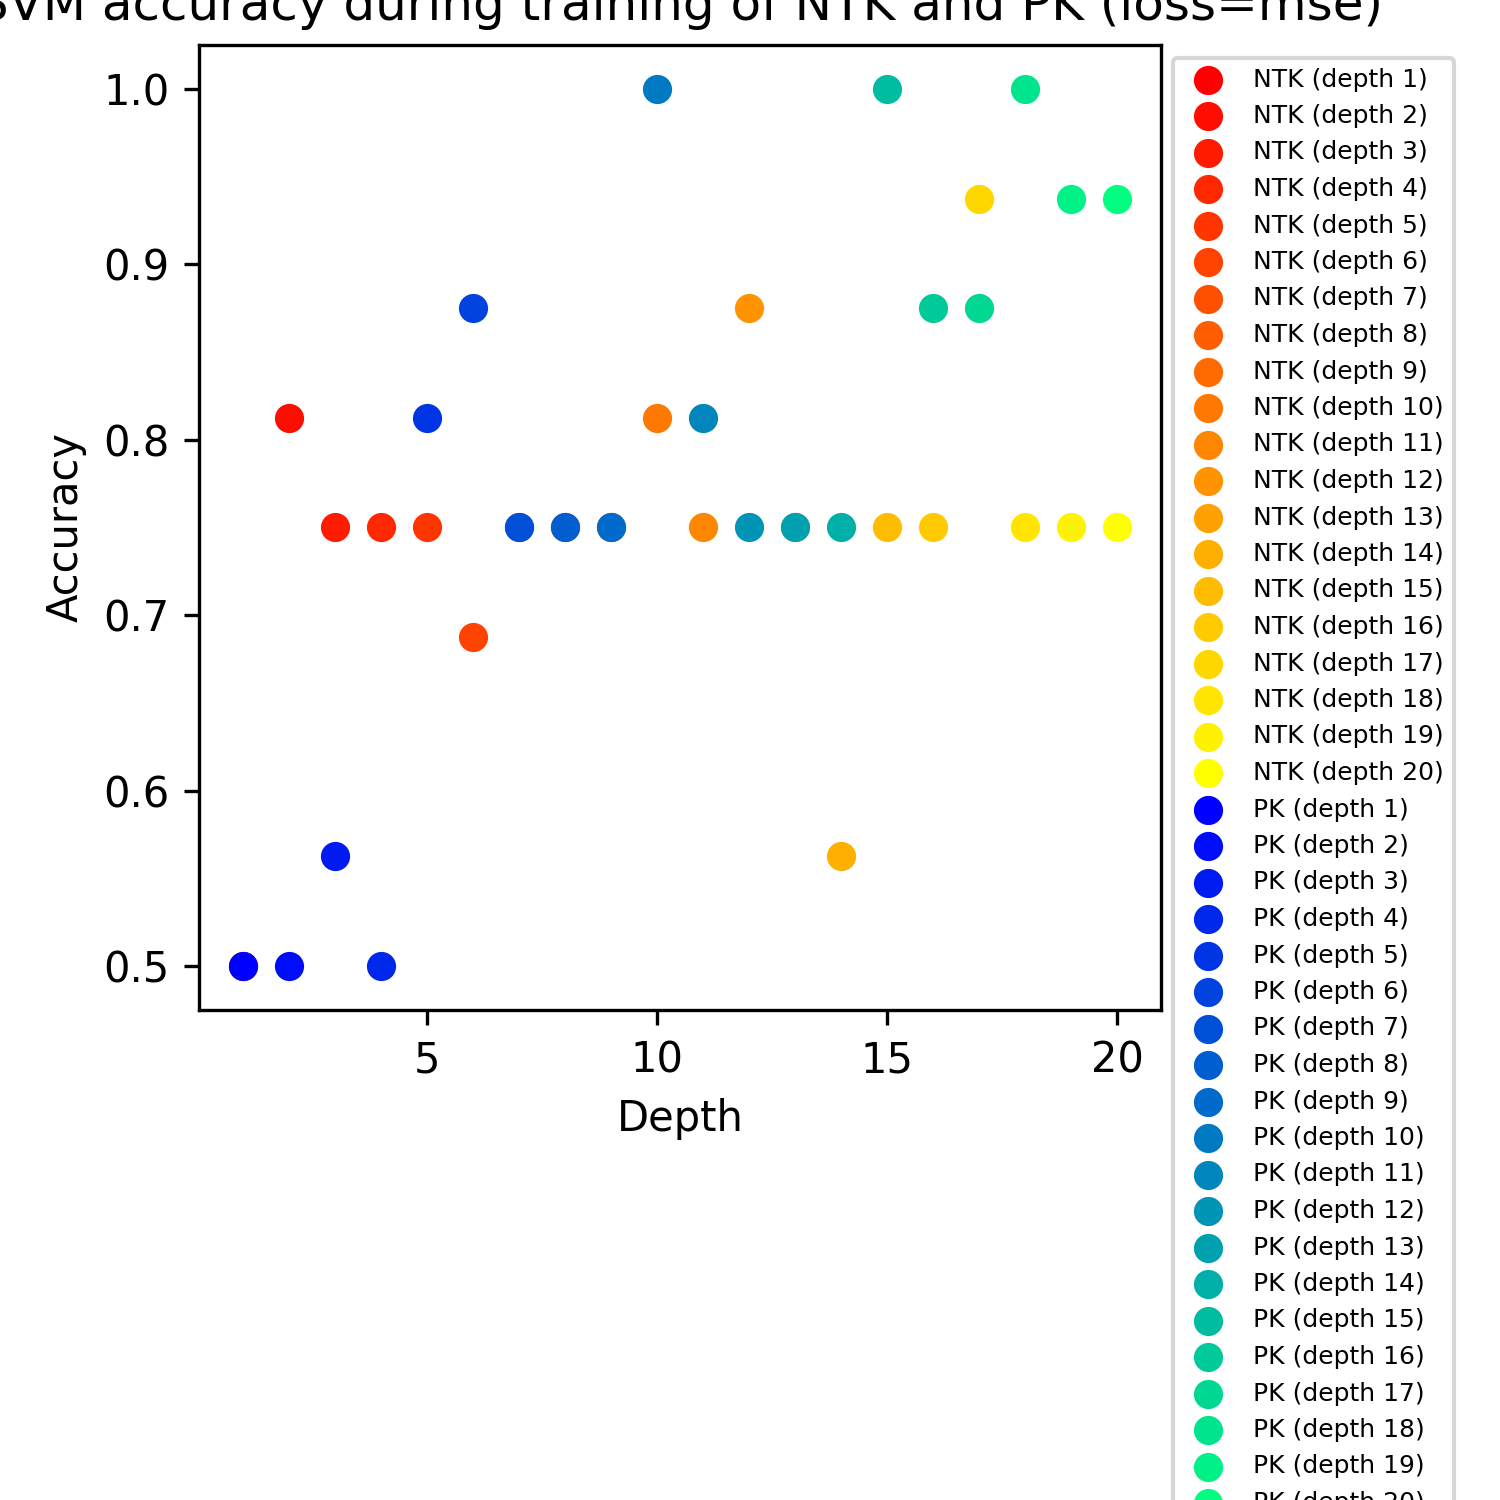 SVM accuracy during training of NTK and PK (loss=mse)
1.0
0.9
0.8
0.7
0.6
0.5
Accuracy
5 10 15 20
Depth
NTK (depth 1)
NTK (depth 2)
NTK (depth 3)
NTK (depth 4)
NTK (depth 5)
NTK (depth 6)
NTK (depth 7)
NTK (depth 8)
NTK (depth 9)
NTK (depth 10)
NTK (depth 11)
NTK (depth 12)
NTK (depth 13)
NTK (depth 14)
NTK (depth 15)
NTK (depth 16)
NTK (depth 17)
NTK (depth 18)
NTK (depth 19)
NTK (depth 20)
PK (depth 1)
PK (depth 2)
PK (depth 3)
PK (depth 4)
PK (depth 5)
PK (depth 6)
PK (depth 7)
PK (depth 8)
PK (depth 9)
PK (depth 10)
PK (depth 11)
PK (depth 12)
PK (depth 13)
PK (depth 14)
PK (depth 15)
PK (depth 16)
PK (depth 17)
PK (depth 18)
PK (depth 19)
PK (depth 20)